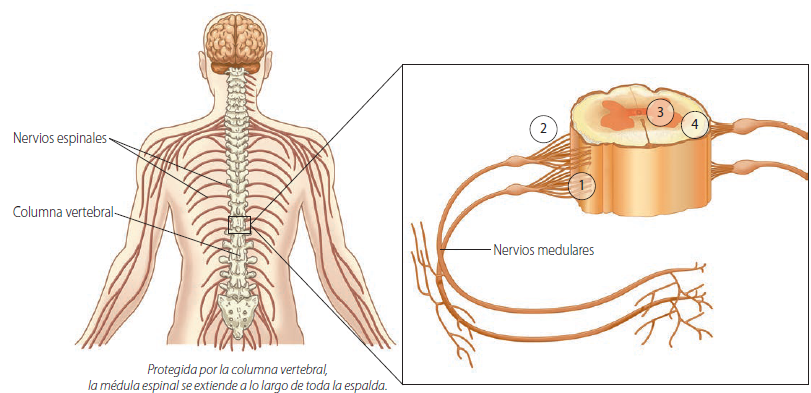 Nervios espinales
Columna vertebral
Protegida por la columna vertebral,
la médula espinal se extiende a lo largo de toda la espalda.
2
3
4
1
Nervios medulares